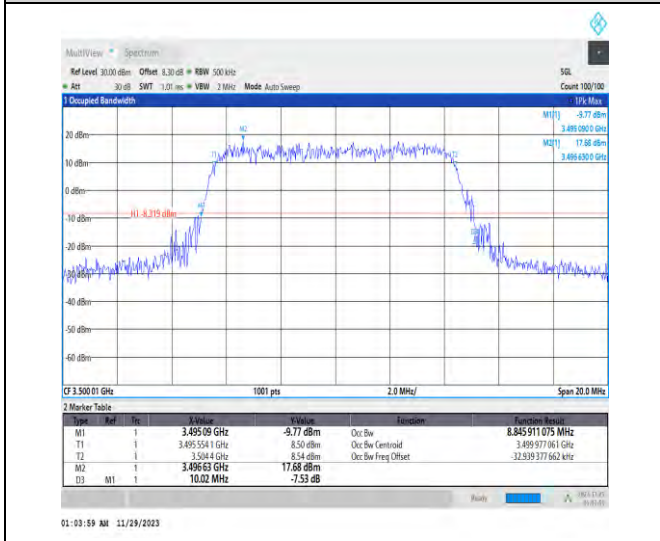 MultiView Spectrum
Ref Level 30.00 dBm Offset 8.30 dB RBW 500 kHz SGL
Att 30 dB SWT 1.01 ms VBW 2 MHz Mode Auto Sweep Count 100/100
1 Occupied Bandwidth 1Pk Max
M1[1] -9.77 dBm
3.495 090 0 GHz
M2[1] 17.68 dBm
3.496 630 0 GHz
M2
20 dBm
T1 T2
10 dBm
0 dBm
M1
H1 -8.319 dBm
-10 dBm
-20 dBm
-30 dBm
-40 dBm
-50 dBm
-60 dBm
CF 3.500 01 GHz 1001 pts 2.0 MHz/ Span 20.0 MHz
2 Marker Table
Type Ref Trc X-Value Y-Value Function Function Result
M1 1 3.495 09 GHz -9.77 dBm Occ Bw 8.845 911 075 MHz
T1 1 3.495 554 1 GHz 8.50 dBm Occ Bw Centroid 3.499 977 061 GHz
T2 1 3.504 4 GHz 8.54 dBm Occ Bw Freq Offset -32.939 377 662 kHz
M2 1 3.496 63 GHz 17.68 dBm
D3 M1 1 10.02 MHz -7.53 dB
Ready
01:03:59 AM 11/29/2023